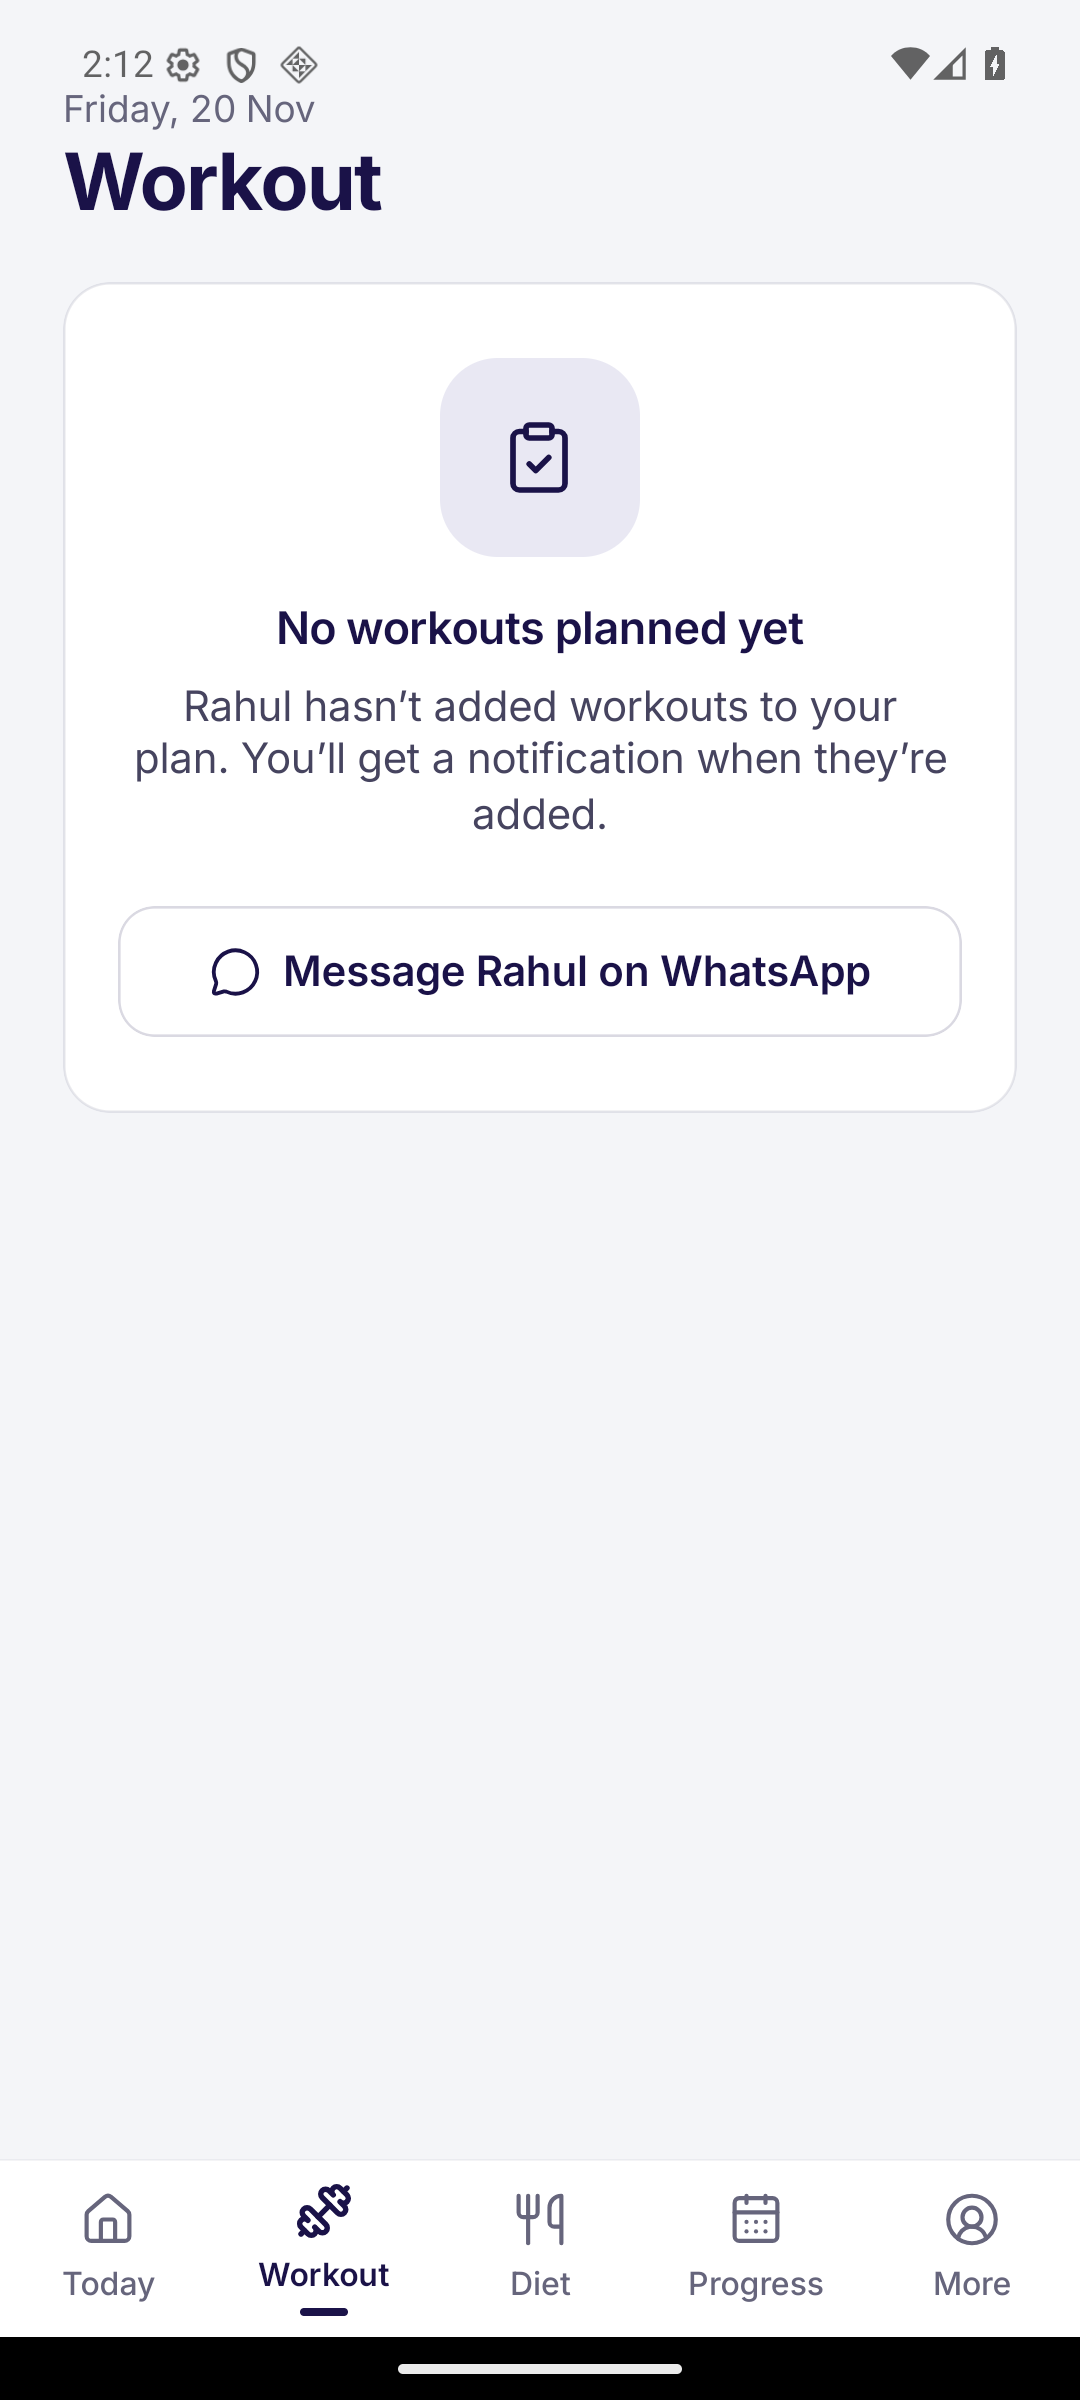 2:12
Friday, 20 Nov
Workout
No workouts planned yet
Rahul hasn’t added workouts to your
plan. You’ll get a notification when they’re
added.
Message Rahul on WhatsApp
Today
Workout
Diet
Progress
More